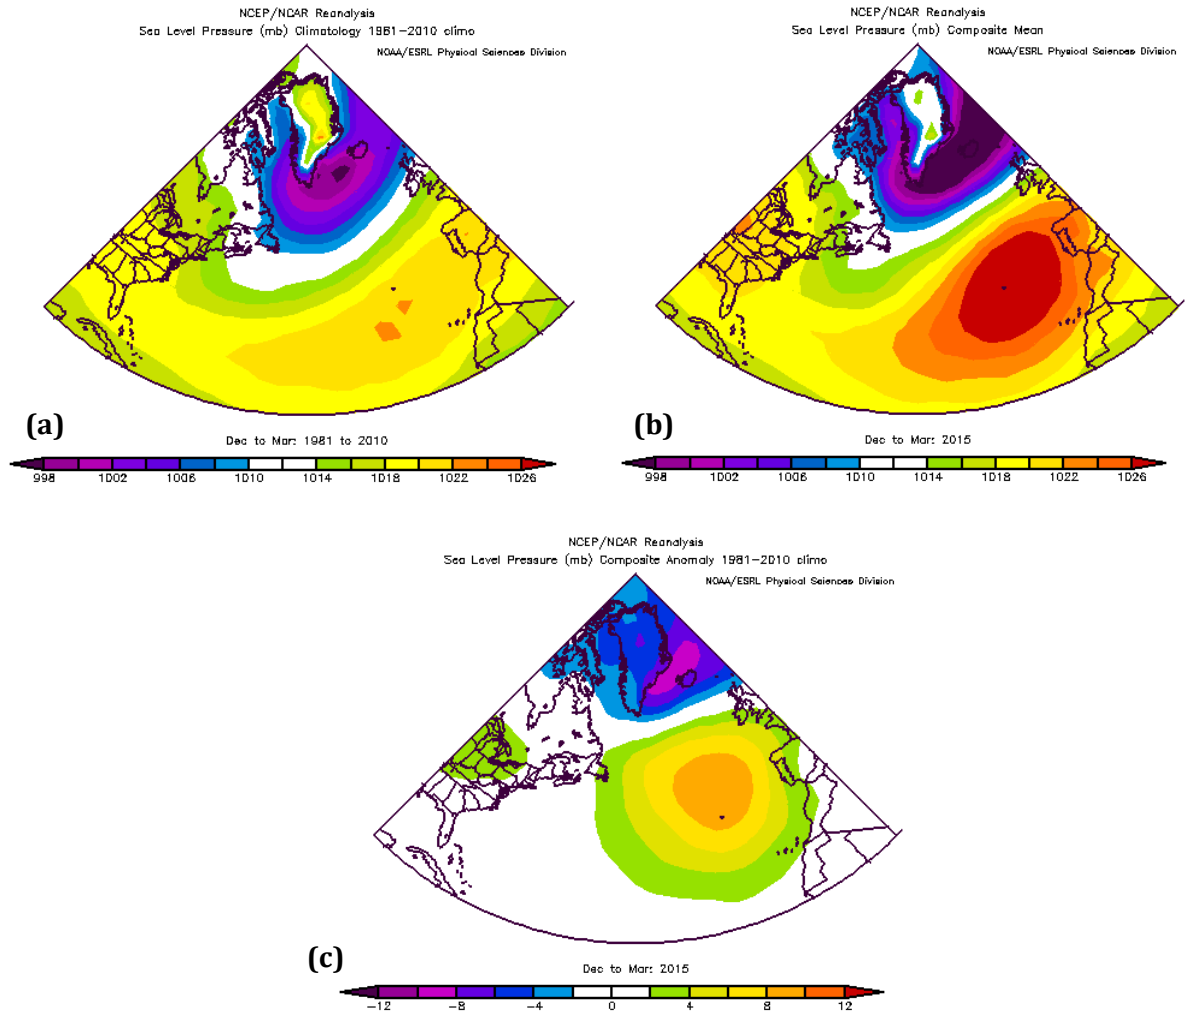 NCEP/NCAR Reanalysis
Sea Level Pressure (mb) Climatology 1981-2010 climo
NOAA/ESRL Physical Sciences Division
(a)
Dec to Mar: 1981 to 2010
998 1002 1006 1010 1014 1018 1022 1026
NCEP/NCAR Reanalysis
Sea Level Pressure (mb) Composite Mean
NOAA/ESRL Physical Sciences Division
(b)
Dec to Mar: 2015
998 1002 1006 1010 1014 1018 1022 1026
NCEP/NCAR Reanalysis
Sea Level Pressure (mb) Composite Anomaly 1981-2010 climo
NOAA/ESRL Physical Sciences Division
(c)
Dec to Mar: 2015
-12 -8 -4 0 4 8 12